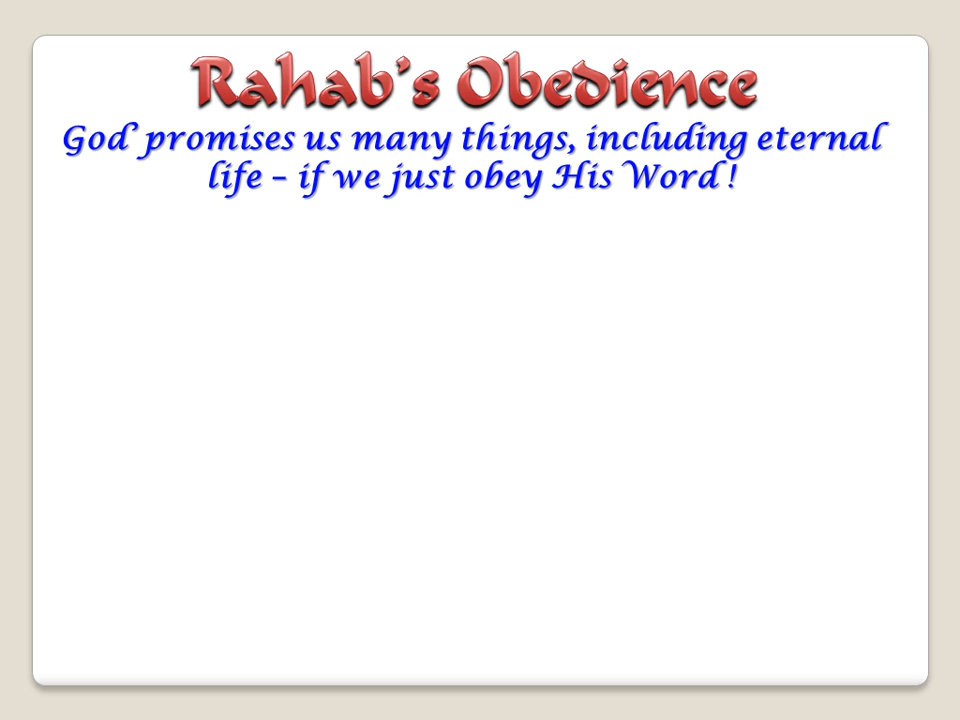 Rahab’s Obedience
God’ promises us many things, including eternal
life – if we just obey His Word !